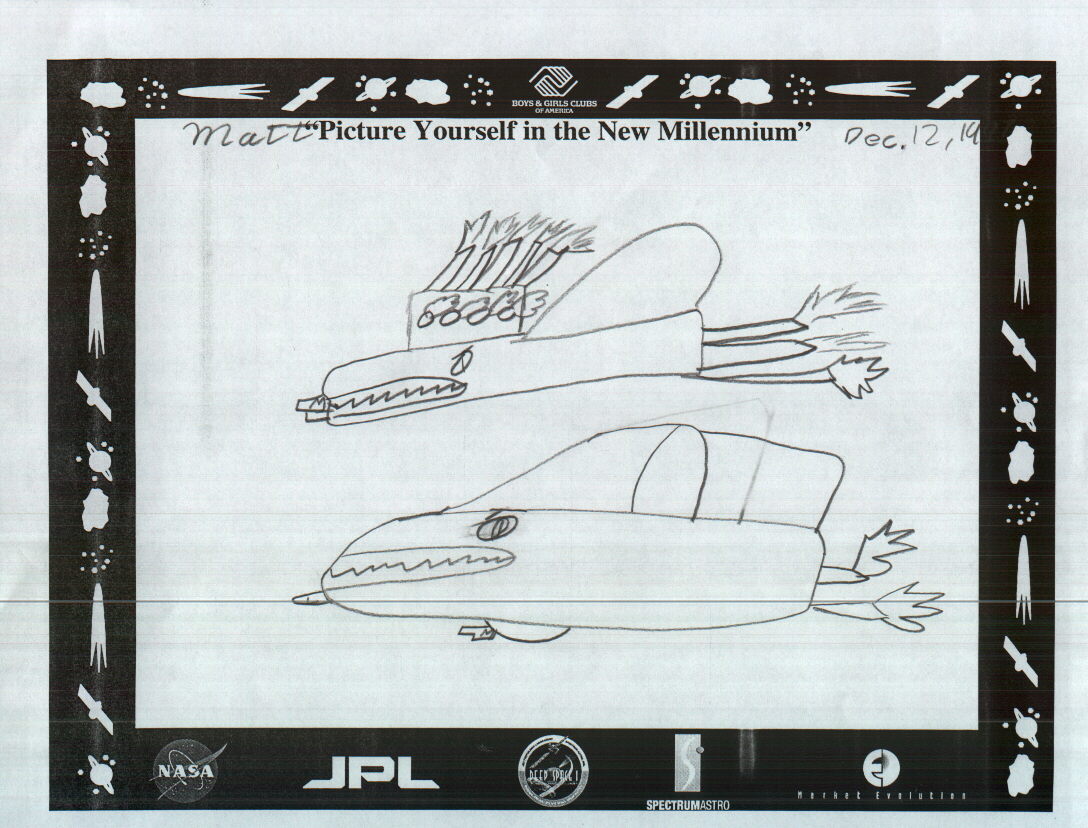 BOYS & GIRLS CLUBS
OF AMERICA
Matt "Picture Yourself in the New Millennium" Dec. 12, 19
NASA
JPL
DEEP SPACE 1
SPECTRUMASTRO
Market Evolution